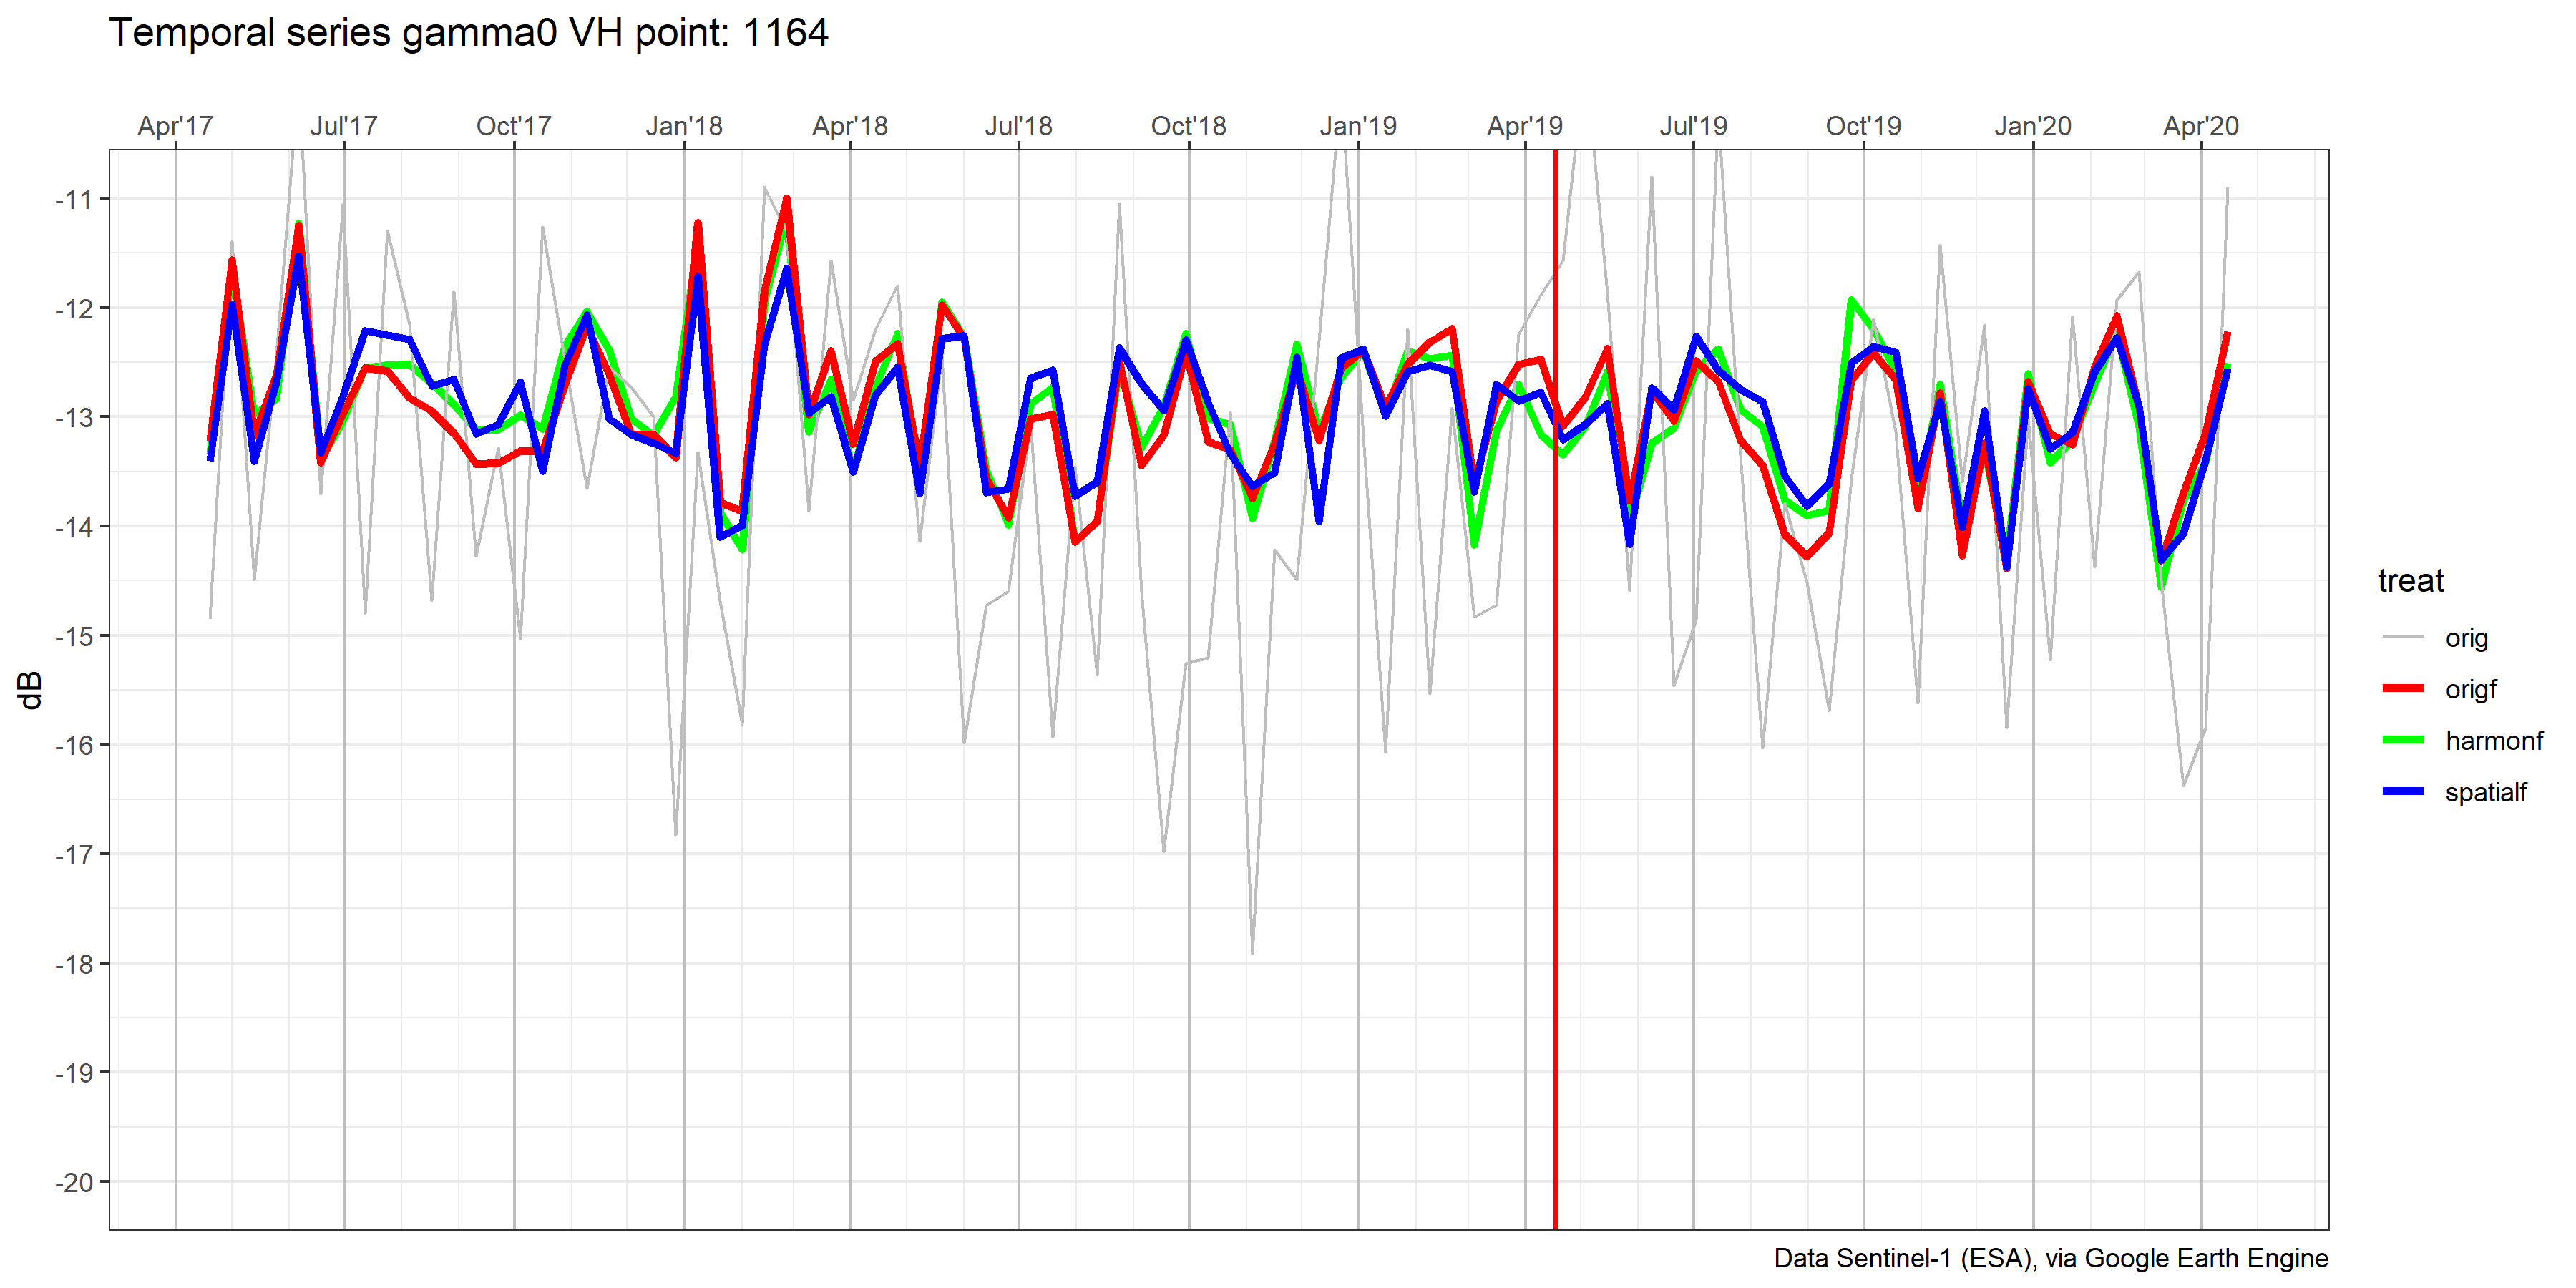 Temporal series gamma0 VH point: 1164
Apr'17 Jul'17 Oct'17 Jan'18 Apr'18 Jul'18 Oct'18 Jan'19 Apr'19 Jul'19 Oct'19 Jan'20 Apr'20
-11
-12
-13
-14
-15
-16
-17
-18
-19
-20
dB
treat
orig
origf
harmonf
spatialf
Data Sentinel-1 (ESA), via Google Earth Engine